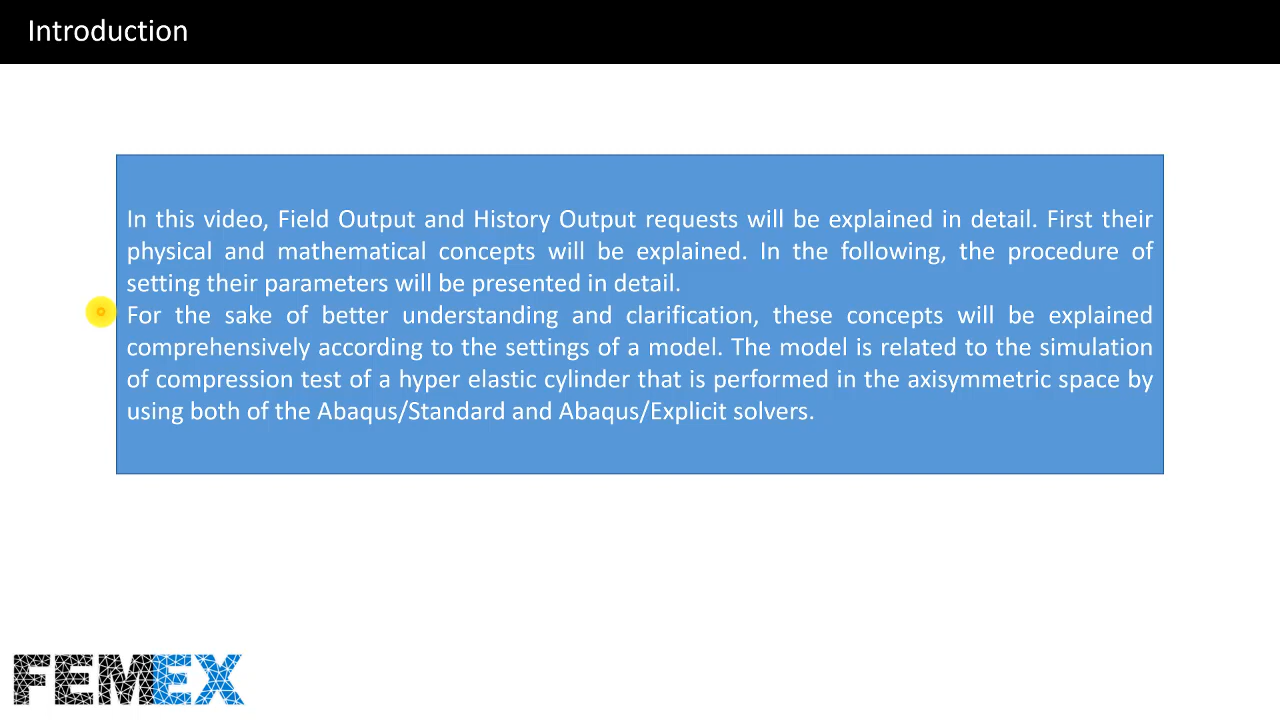 Introduction
In this video, Field Output and History Output requests will be explained in detail. First their
physical and mathematical concepts will be explained. In the following, the procedure of
setting their parameters will be presented in detail.
For the sake of better understanding and clarification, these concepts will be explained
comprehensively according to the settings of a model. The model is related to the simulation
of compression test of a hyper elastic cylinder that is performed in the axisymmetric space by
using both of the Abaqus/Standard and Abaqus/Explicit solvers.
FEMEX